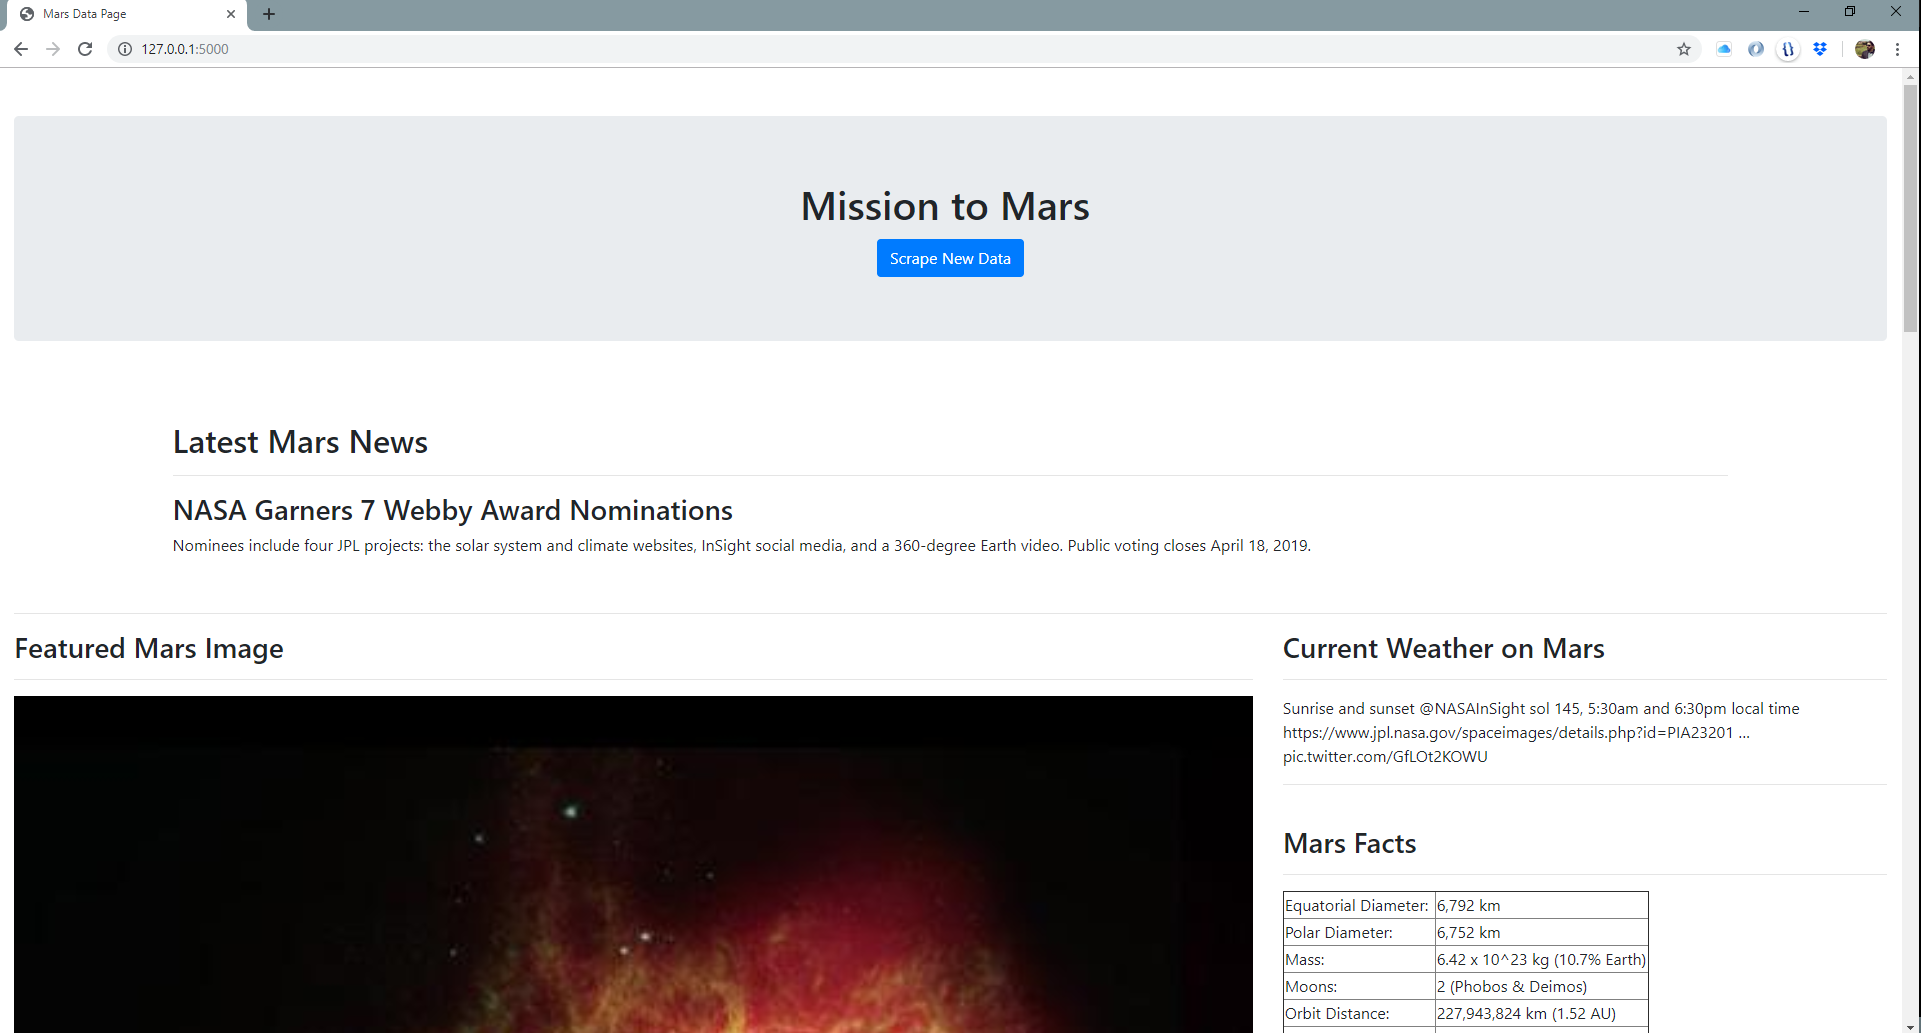 Mars Data Page
127.0.0.1:5000
Mission to Mars
Scrape New Data
Latest Mars News
NASA Garners 7 Webby Award Nominations
Nominees include four JPL projects: the solar system and climate websites, InSight social media, and a 360-degree Earth video. Public voting closes April 18, 2019.
Featured Mars Image
Current Weather on Mars
Sunrise and sunset @NASAInSight sol 145, 5:30am and 6:30pm local time
https://www.jpl.nasa.gov/spaceimages/details.php?id=PIA23201 ...
pic.twitter.com/GfLOt2KOWU
Mars Facts
Equatorial Diameter: 6,792 km
Polar Diameter: 6,752 km
Mass: 6.42 x 10^23 kg (10.7% Earth)
Moons: 2 (Phobos & Deimos)
Orbit Distance: 227,943,824 km (1.52 AU)